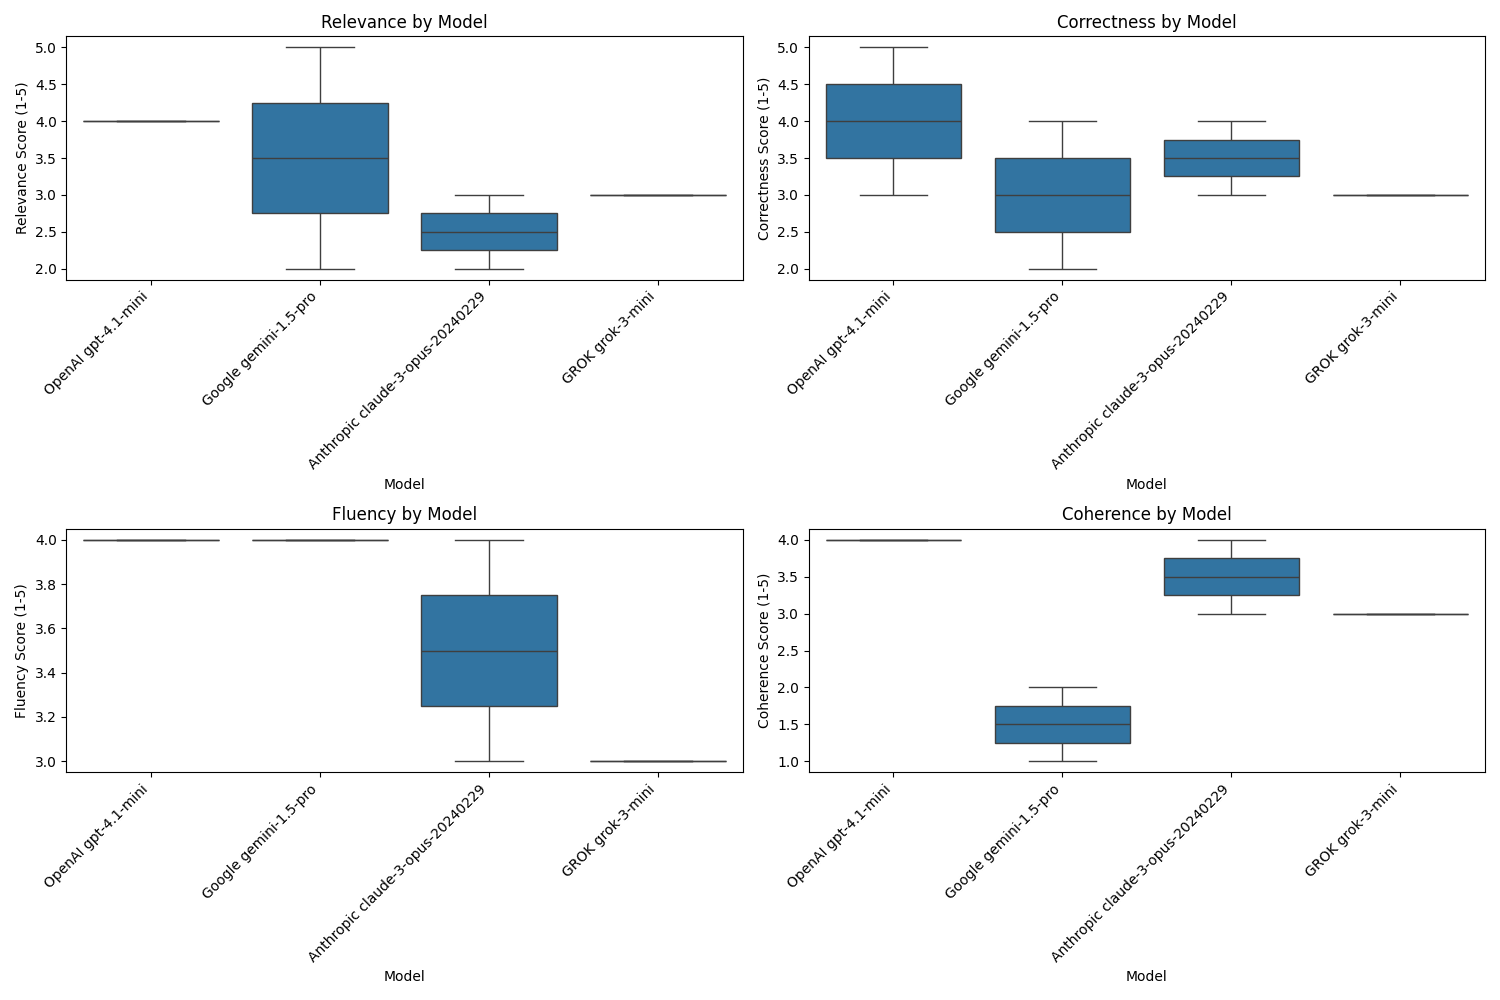 Relevance by Model
Relevance Score (1-5)
5.0
4.5
4.0
3.5
3.0
2.5
2.0
OpenAI gpt-4.1-mini
Google gemini-1.5-pro
Anthropic claude-3-opus-20240229
GROK grok-3-mini
Model
Correctness by Model
Correctness Score (1-5)
5.0
4.5
4.0
3.5
3.0
2.5
2.0
OpenAI gpt-4.1-mini
Google gemini-1.5-pro
Anthropic claude-3-opus-20240229
GROK grok-3-mini
Model
Fluency by Model
Fluency Score (1-5)
4.0
3.8
3.6
3.4
3.2
3.0
OpenAI gpt-4.1-mini
Google gemini-1.5-pro
Anthropic claude-3-opus-20240229
GROK grok-3-mini
Model
Coherence by Model
Coherence Score (1-5)
4.0
3.5
3.0
2.5
2.0
1.5
1.0
OpenAI gpt-4.1-mini
Google gemini-1.5-pro
Anthropic claude-3-opus-20240229
GROK grok-3-mini
Model